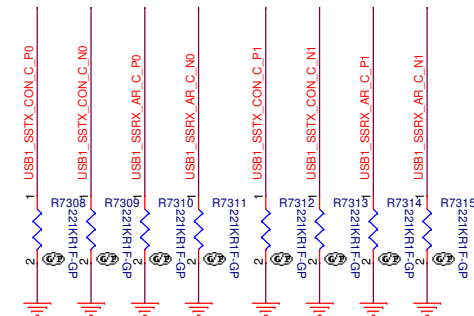 USB1_SSTX_CON_C_P0
USB1_SSTX_CON_C_N0
USB1_SSRX_AR_C_P0
USB1_SSRX_AR_C_N0
USB1_SSTX_CON_C_P1
USB1_SSTX_CON_C_N1
USB1_SSRX_AR_C_P1
USB1_SSRX_AR_C_N1
1 1 1 1 1 1 1 1
R7308 R7309 R7310 R7311 R7312 R7313 R7314 R7315
221KR1F-GP
221KR1F-GP
221KR1F-GP
221KR1F-GP
221KR1F-GP
221KR1F-GP
221KR1F-GP
221KR1F-GP
2 2 2 2 2 2 2 2